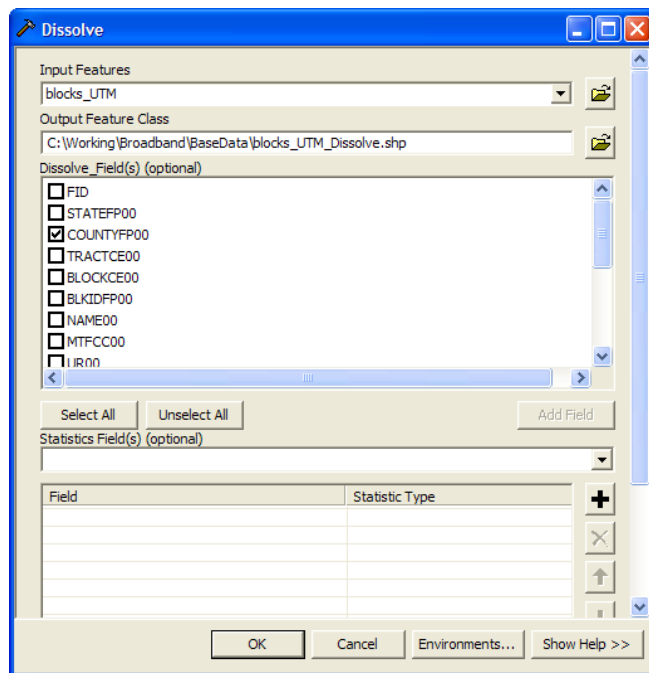 Dissolve
Input Features
blocks_UTM
Output Feature Class
C:\Working\Broadband\BaseData\blocks_UTM_Dissolve.shp
Dissolve_Field(s) (optional)
FID
STATEFP00
COUNTYFP00
TRACTCE00
BLOCKCE00
BLKIDFP00
NAME00
MTFCC00
UR00
Select All Unselect All Add Field
Statistics Field(s) (optional)
Field Statistic Type
OK Cancel Environments... Show Help >>